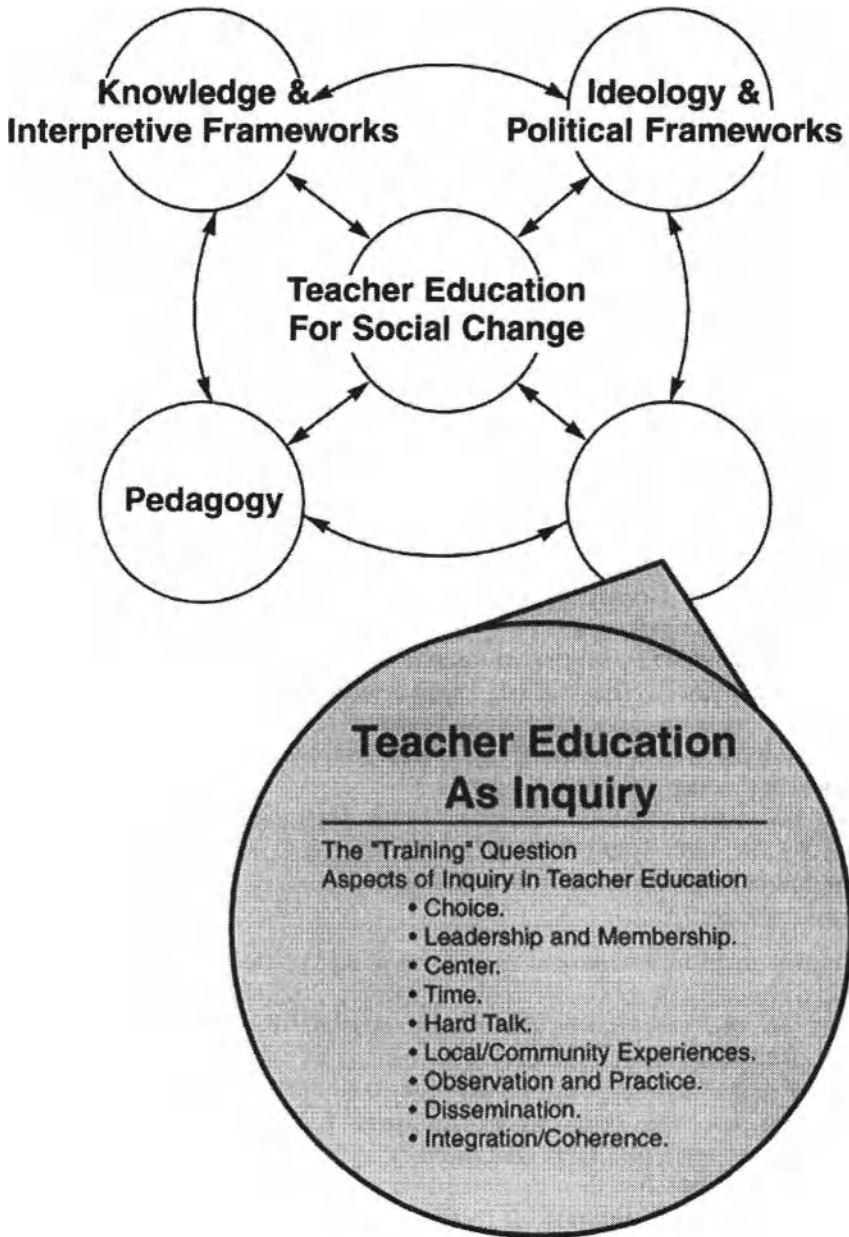 Knowledge &
Interpretive Frameworks
Ideology &
Political Frameworks
Teacher Education
For Social Change
Pedagogy
Teacher Education
As Inquiry
The "Training" Question
Aspects of Inquiry in Teacher Education
• Choice.
• Leadership and Membership.
• Center.
• Time.
• Hard Talk.
• Local/Community Experiences.
• Observation and Practice.
• Dissemination.
• Integration/Coherence.